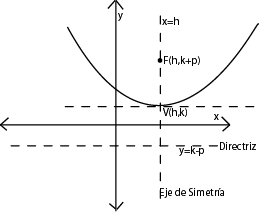 y
x=h
F(h,k+p)
V(h,k)
x
y=k-p
Directriz
Eje de Simetría